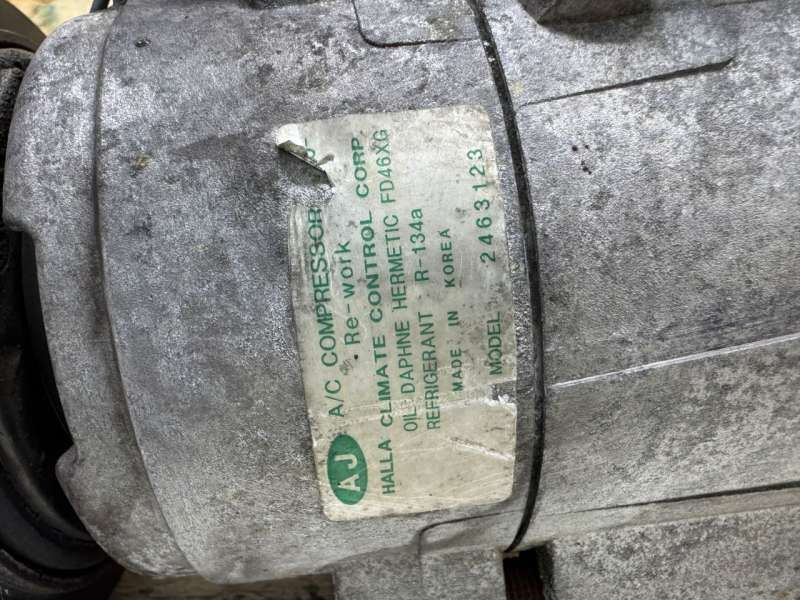 AJ A/C COMPRESSOR
Re-work
HALLA CLIMATE CONTROL CORP.
OIL DAPHNE HERMETIC FD46XG
REFRIGERANT R-134a
MADE IN KOREA
MODEL 2463123